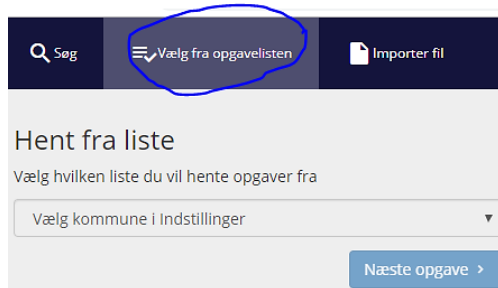 Søg
Vælg fra opgavelisten
Importer fil
Hent fra liste
Vælg hvilken liste du vil hente opgaver fra
Vælg kommune i Indstillinger
Næste opgave